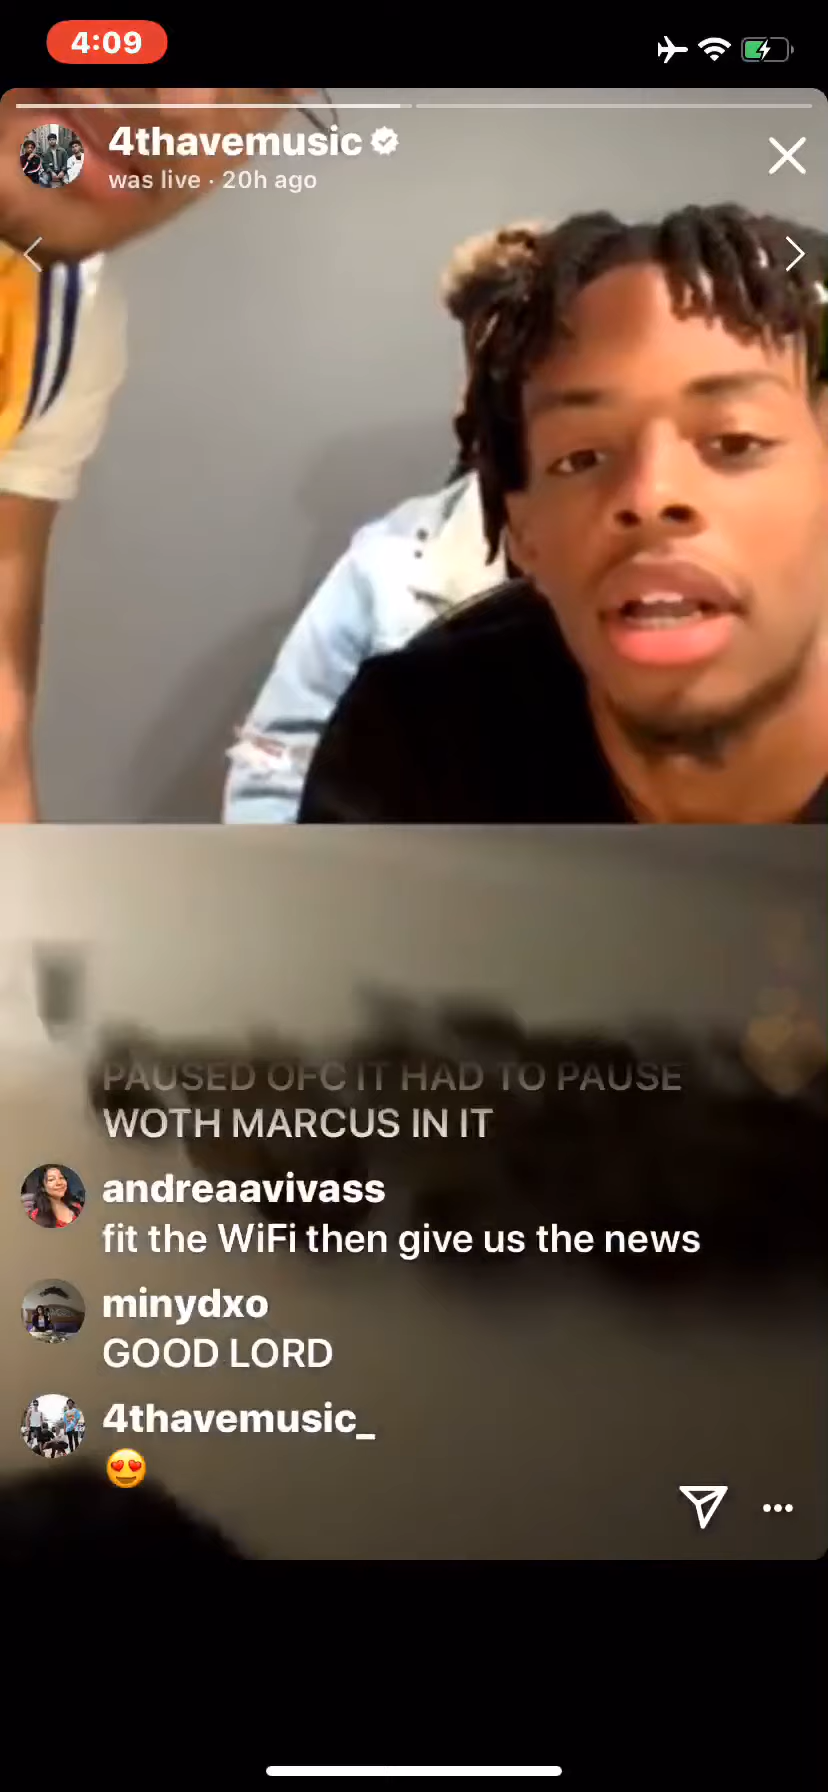 4:09
4thavemusic
was live · 20h ago
PAUSED OFC IT HAD TO PAUSE
WOTH MARCUS IN IT
andreaavivass
fit the WiFi then give us the news
minydxo
GOOD LORD
4thavemusic_
😍